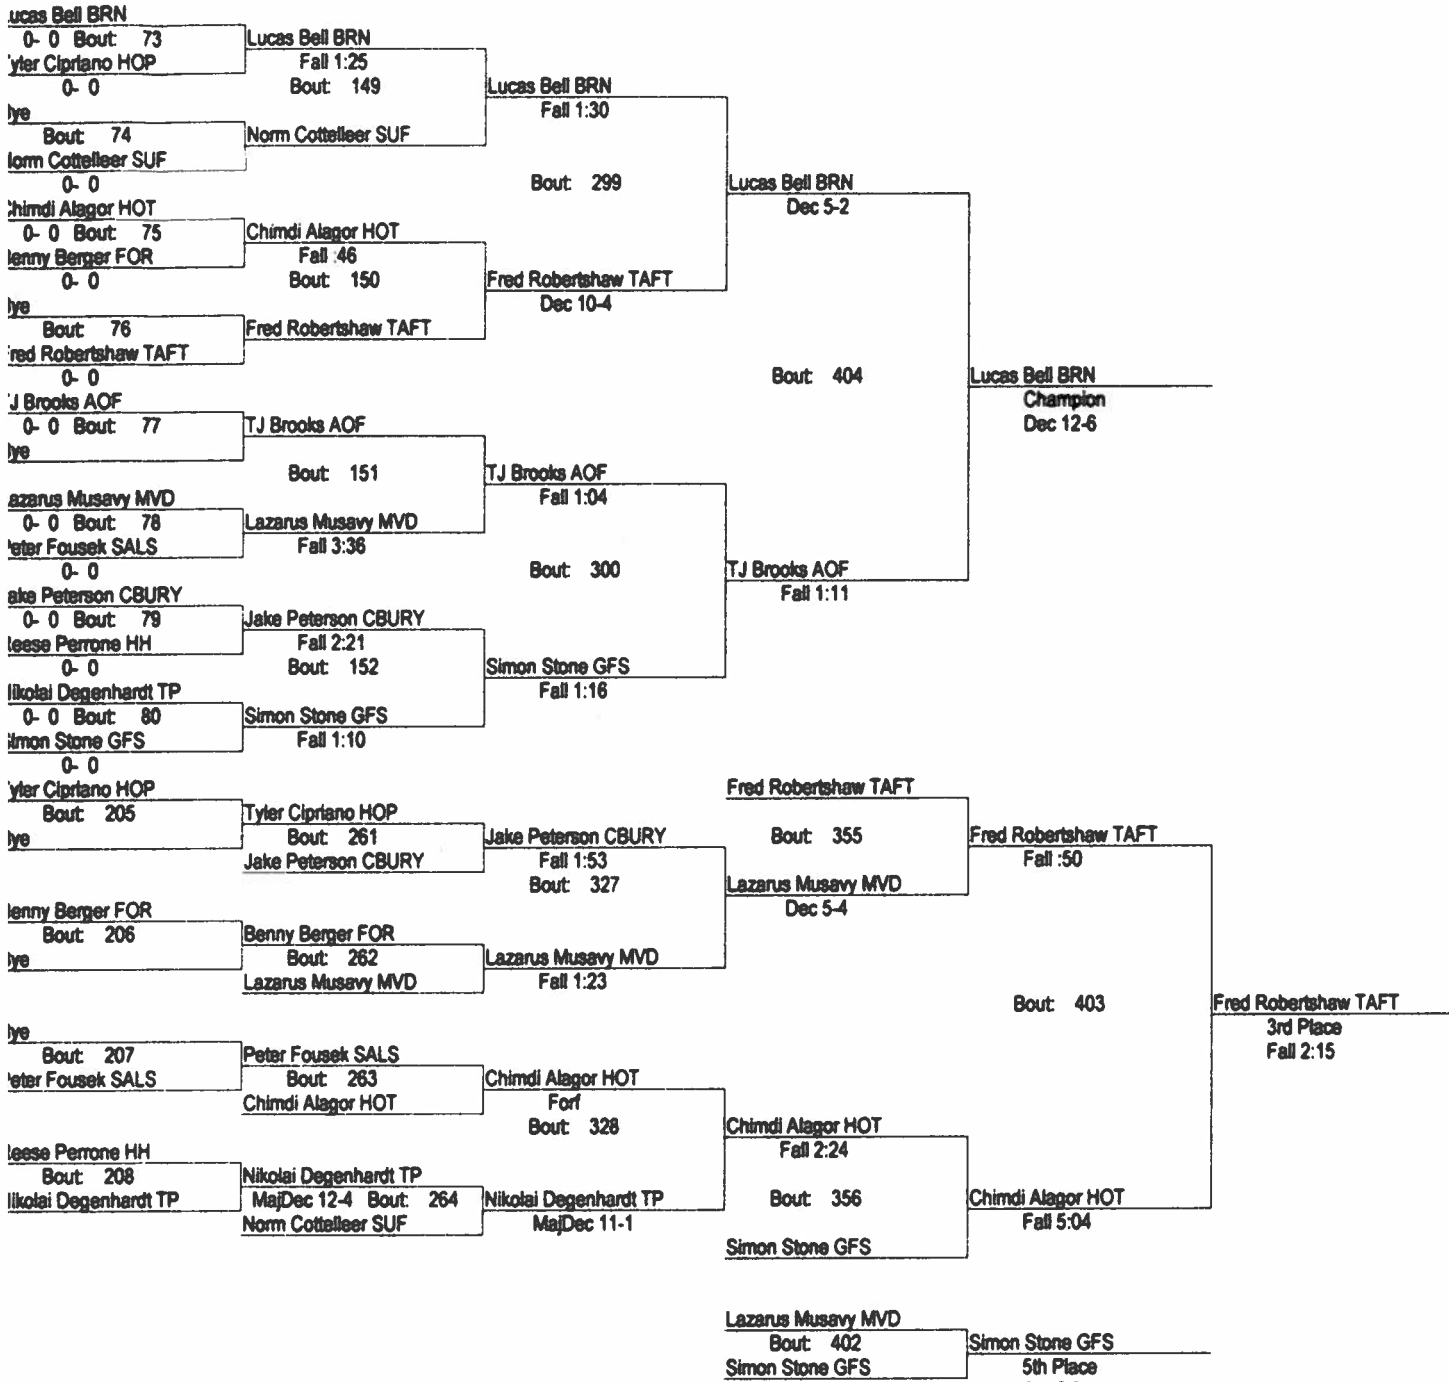 ucas Bell BRN
0- 0 Bout: 73
yler Cipriano HOP
0- 0
ye
Bout: 74
lorm Cottelleer SUF
0- 0
Chimdi Alagor HOT
0- 0 Bout: 75
enny Berger FOR
0- 0
ye
Bout: 76
red Robertshaw TAFT
0- 0
J Brooks AOF
0- 0 Bout: 77
ye
azarus Musavy MVD
0- 0 Bout: 78
eter Fousek SALS
0- 0
ake Peterson CBURY
0- 0 Bout: 79
eese Perrone HH
0- 0
likolai Degenhardt TP
0- 0 Bout: 80
imon Stone GFS
0- 0
yler Cipriano HOP
Bout: 205
ye
enny Berger FOR
Bout: 206
ye
ye
Bout: 207
eter Fousek SALS
eese Perrone HH
Bout: 208
likolai Degenhardt TP
Lucas Bell BRN
Fall 1:25
Bout: 149
Norm Cottelleer SUF
Chimdi Alagor HOT
Fall :46
Bout: 150
Fred Robertshaw TAFT
TJ Brooks AOF
Bout: 151
Lazarus Musavy MVD
Fall 3:36
Jake Peterson CBURY
Fall 2:21
Bout: 152
Simon Stone GFS
Fall 1:10
Tyler Cipriano HOP
Bout: 261
Jake Peterson CBURY
Benny Berger FOR
Bout: 262
Lazarus Musavy MVD
Peter Fousek SALS
Bout: 263
Chimdi Alagor HOT
Nikolai Degenhardt TP
MajDec 12-4 Bout: 264
Norm Cottelleer SUF
Lucas Bell BRN
Fall 1:30
Bout: 299
Fred Robertshaw TAFT
Dec 10-4
TJ Brooks AOF
Fall 1:04
Bout: 300
Simon Stone GFS
Fall 1:16
Jake Peterson CBURY
Fall 1:53
Bout: 327
Lazarus Musavy MVD
Fall 1:23
Chimdi Alagor HOT
Forf
Bout: 328
Nikolai Degenhardt TP
MajDec 11-1
Lucas Bell BRN
Dec 5-2
Bout: 404
TJ Brooks AOF
Fall 1:11
Fred Robertshaw TAFT
Bout: 355
Lazarus Musavy MVD
Dec 5-4
Chimdi Alagor HOT
Fall 2:24
Bout: 356
Simon Stone GFS
Lazarus Musavy MVD
Bout: 402
Simon Stone GFS
Lucas Bell BRN
Champion
Dec 12-6
Fred Robertshaw TAFT
Fall :50
Bout: 403
Chimdi Alagor HOT
Fall 5:04
Simon Stone GFS
5th Place
Fred Robertshaw TAFT
3rd Place
Fall 2:15